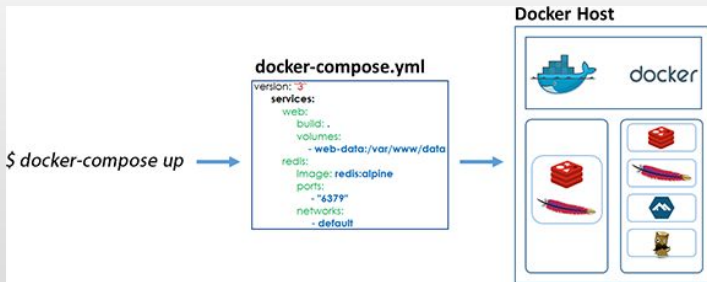 $ docker-compose up
docker-compose.yml
version: "3"
services:
web:
build: .
volumes:
- web-data:/var/www/data
redis:
image: redis:alpine
ports:
- "6379"
networks:
- default
Docker Host
docker